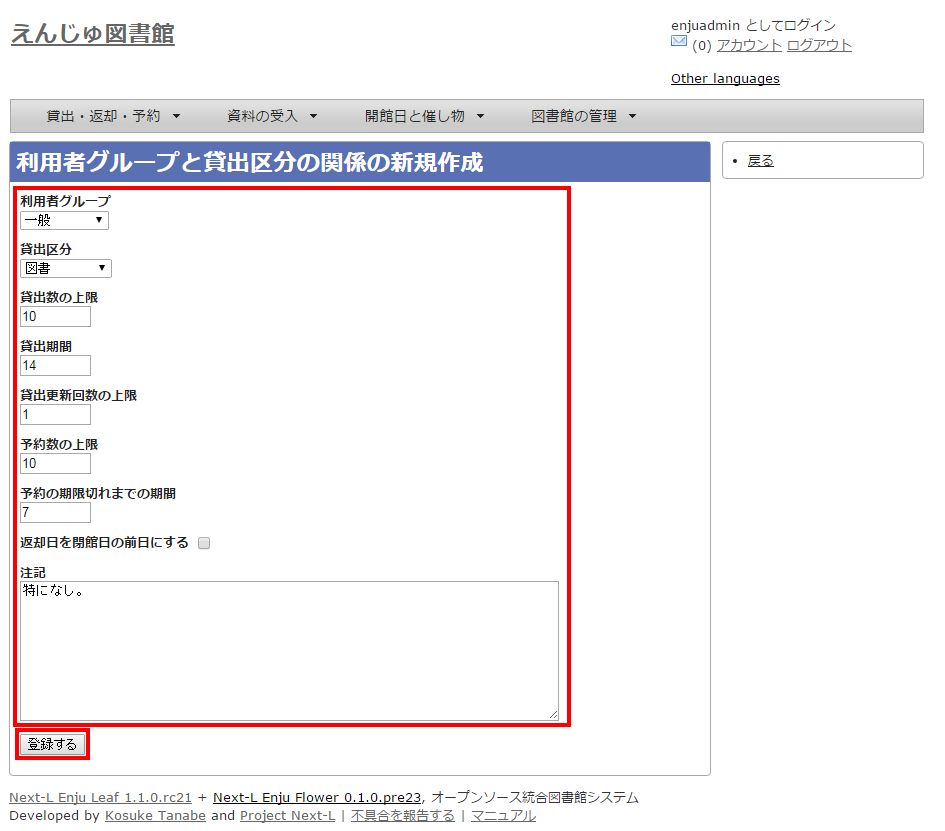 えんじゅ図書館
enjuadmin としてログイン
(0) アカウント ログアウト
Other languages
貸出・返却・予約 ▼ 資料の受入 ▼ 開館日と催し物 ▼ 図書館の管理 ▼
利用者グループと貸出区分の関係の新規作成
• 戻る
利用者グループ
一般 ▼
貸出区分
図書 ▼
貸出数の上限
10
貸出期間
14
貸出更新回数の上限
1
予約数の上限
10
予約の期限切れまでの期間
7
返却日を閉館日の前日にする
注記
特になし。
登録する
Next-L Enju Leaf 1.1.0.rc21 + Next-L Enju Flower 0.1.0.pre23, オープンソース統合図書館システム
Developed by Kosuke Tanabe and Project Next-L | 不具合を報告する | マニュアル